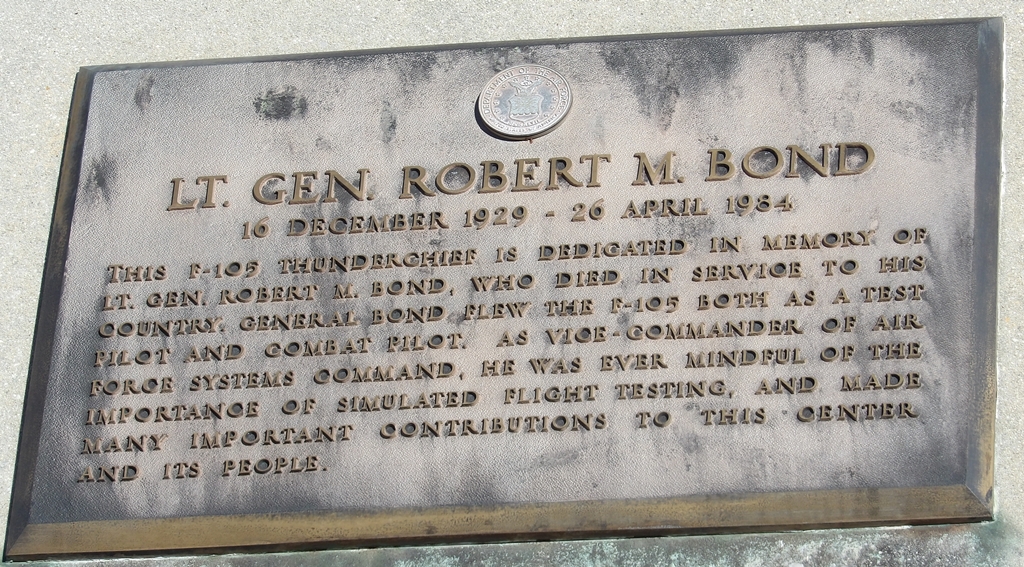 LT. GEN. ROBERT M. BOND
16 DECEMBER 1929 - 26 APRIL 1984
THIS F-105 THUNDERCHIEF IS DEDICATED IN MEMORY OF
LT. GEN. ROBERT M. BOND, WHO DIED IN SERVICE TO HIS
COUNTRY. GENERAL BOND FLEW THE F-105 BOTH AS A TEST
PILOT AND COMBAT PILOT. AS VICE-COMMANDER OF AIR
FORCE SYSTEMS COMMAND, HE WAS EVER MINDFUL OF THE
IMPORTANCE OF SIMULATED FLIGHT TESTING, AND MADE
MANY IMPORTANT CONTRIBUTIONS TO THIS CENTER
AND ITS PEOPLE.